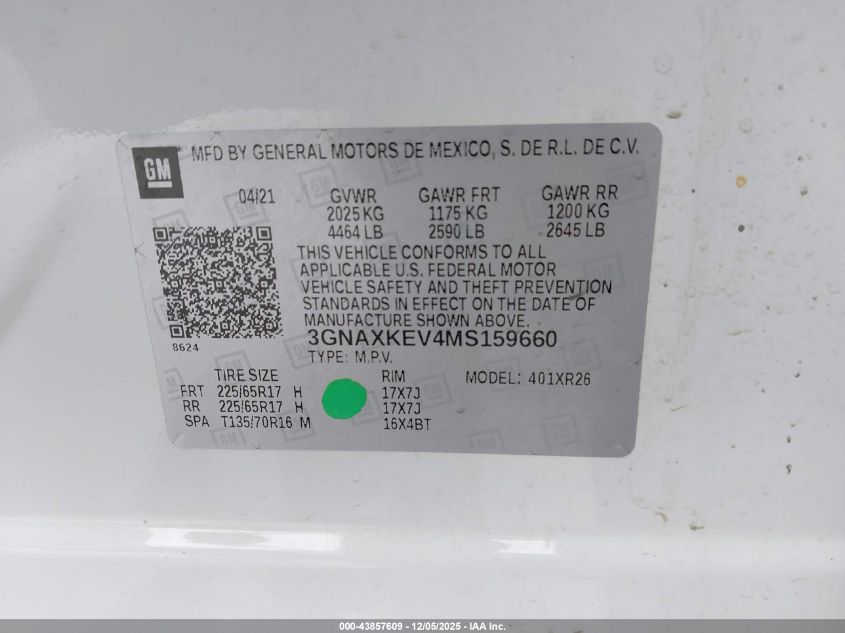 GM MFD BY GENERAL MOTORS DE MEXICO, S. DE R.L. DE C.V.
04/21 GVWR GAWR FRT GAWR RR
2025 KG 1175 KG 1200 KG
4464 LB 2590 LB 2645 LB
THIS VEHICLE CONFORMS TO ALL
APPLICABLE U.S. FEDERAL MOTOR
VEHICLE SAFETY AND THEFT PREVENTION
STANDARDS IN EFFECT ON THE DATE OF
MANUFACTURE SHOWN ABOVE.
8624
3GNAXKEV4MS159660
TYPE: M.P.V.
TIRE SIZE RIM MODEL: 401XR26
FRT 225/65R17 H 17X7J
RR 225/65R17 H 17X7J
SPA T135/70R16 M 16X4BT
000-43857609 - 12/05/2025 - IAA Inc.